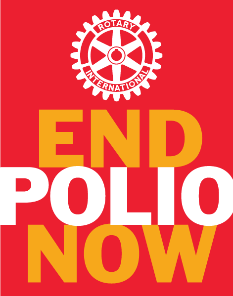 ROTARY
INTERNATIONAL
END
POLIO
NOW